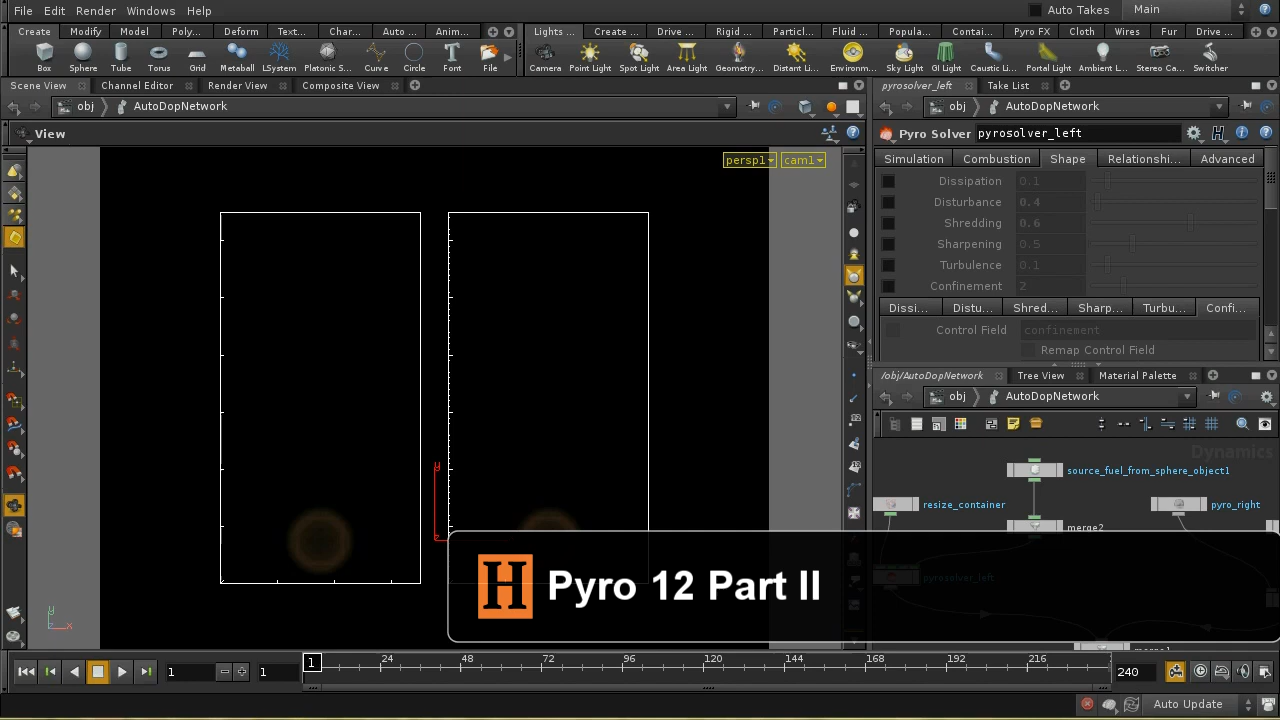 File Edit Render Windows Help Auto Takes Main
Create Modify Model Poly... Deform Text... Char... Auto ... Anim... Lights ... Create ... Drive ... Rigid ... Particl... Fluid ... Popula... Contai... Pyro FX Cloth Wires Fur Drive ...
Box Sphere Tube Torus Grid Metaball LSystem Platonic S... Curve Circle Font File Camera Point Light Spot Light Area Light Geometry... Distant Li... Environm... Sky Light GI Light Caustic Li... Portal Light Ambient L... Stereo Ca... Switcher
Scene View Channel Editor Render View Composite View pyrosolver_left Take List
obj AutoDopNetwork obj AutoDopNetwork
View Pyro Solver pyrosolver_left
persp1 cam1 Simulation Combustion Shape Relationshi... Advanced
Dissipation 0.1
Disturbance 0.4
Shredding 0.6
Sharpening 0.5
Turbulence 0.1
Confinement 2
Dissi... Distu... Shred... Sharp... Turbu... Confi...
Control Field confinement
Remap Control Field
/obj/AutoDopNetwork Tree View Material Palette
obj AutoDopNetwork
Dynamics
source_fuel_from_sphere_object1
resize_container pyro_right
merge2
pyrosolver_left
H Pyro 12 Part II
y
y x
1 1 1 24 48 72 96 120 144 168 192 216 240
Auto Update